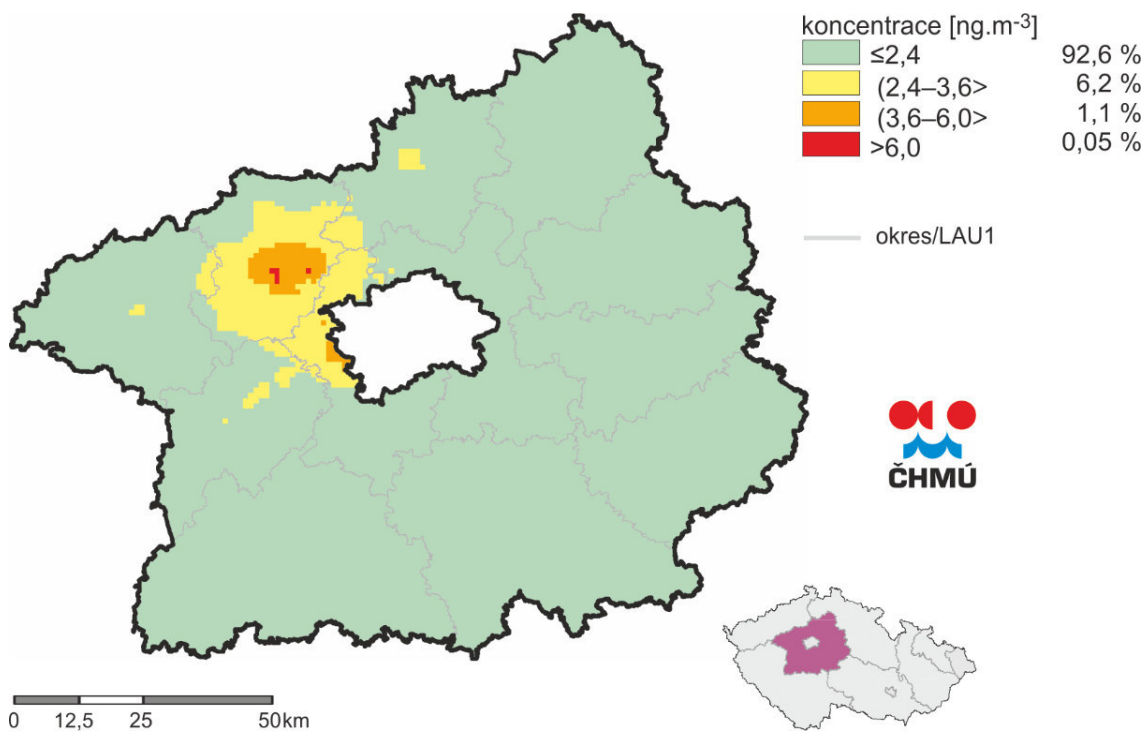 koncentrace [ng.m-3]
≤2,4 92,6 %
(2,4–3,6> 6,2 %
(3,6–6,0> 1,1 %
>6,0 0,05 %
okres/LAU1
ČHMÚ
0 12,5 25 50km